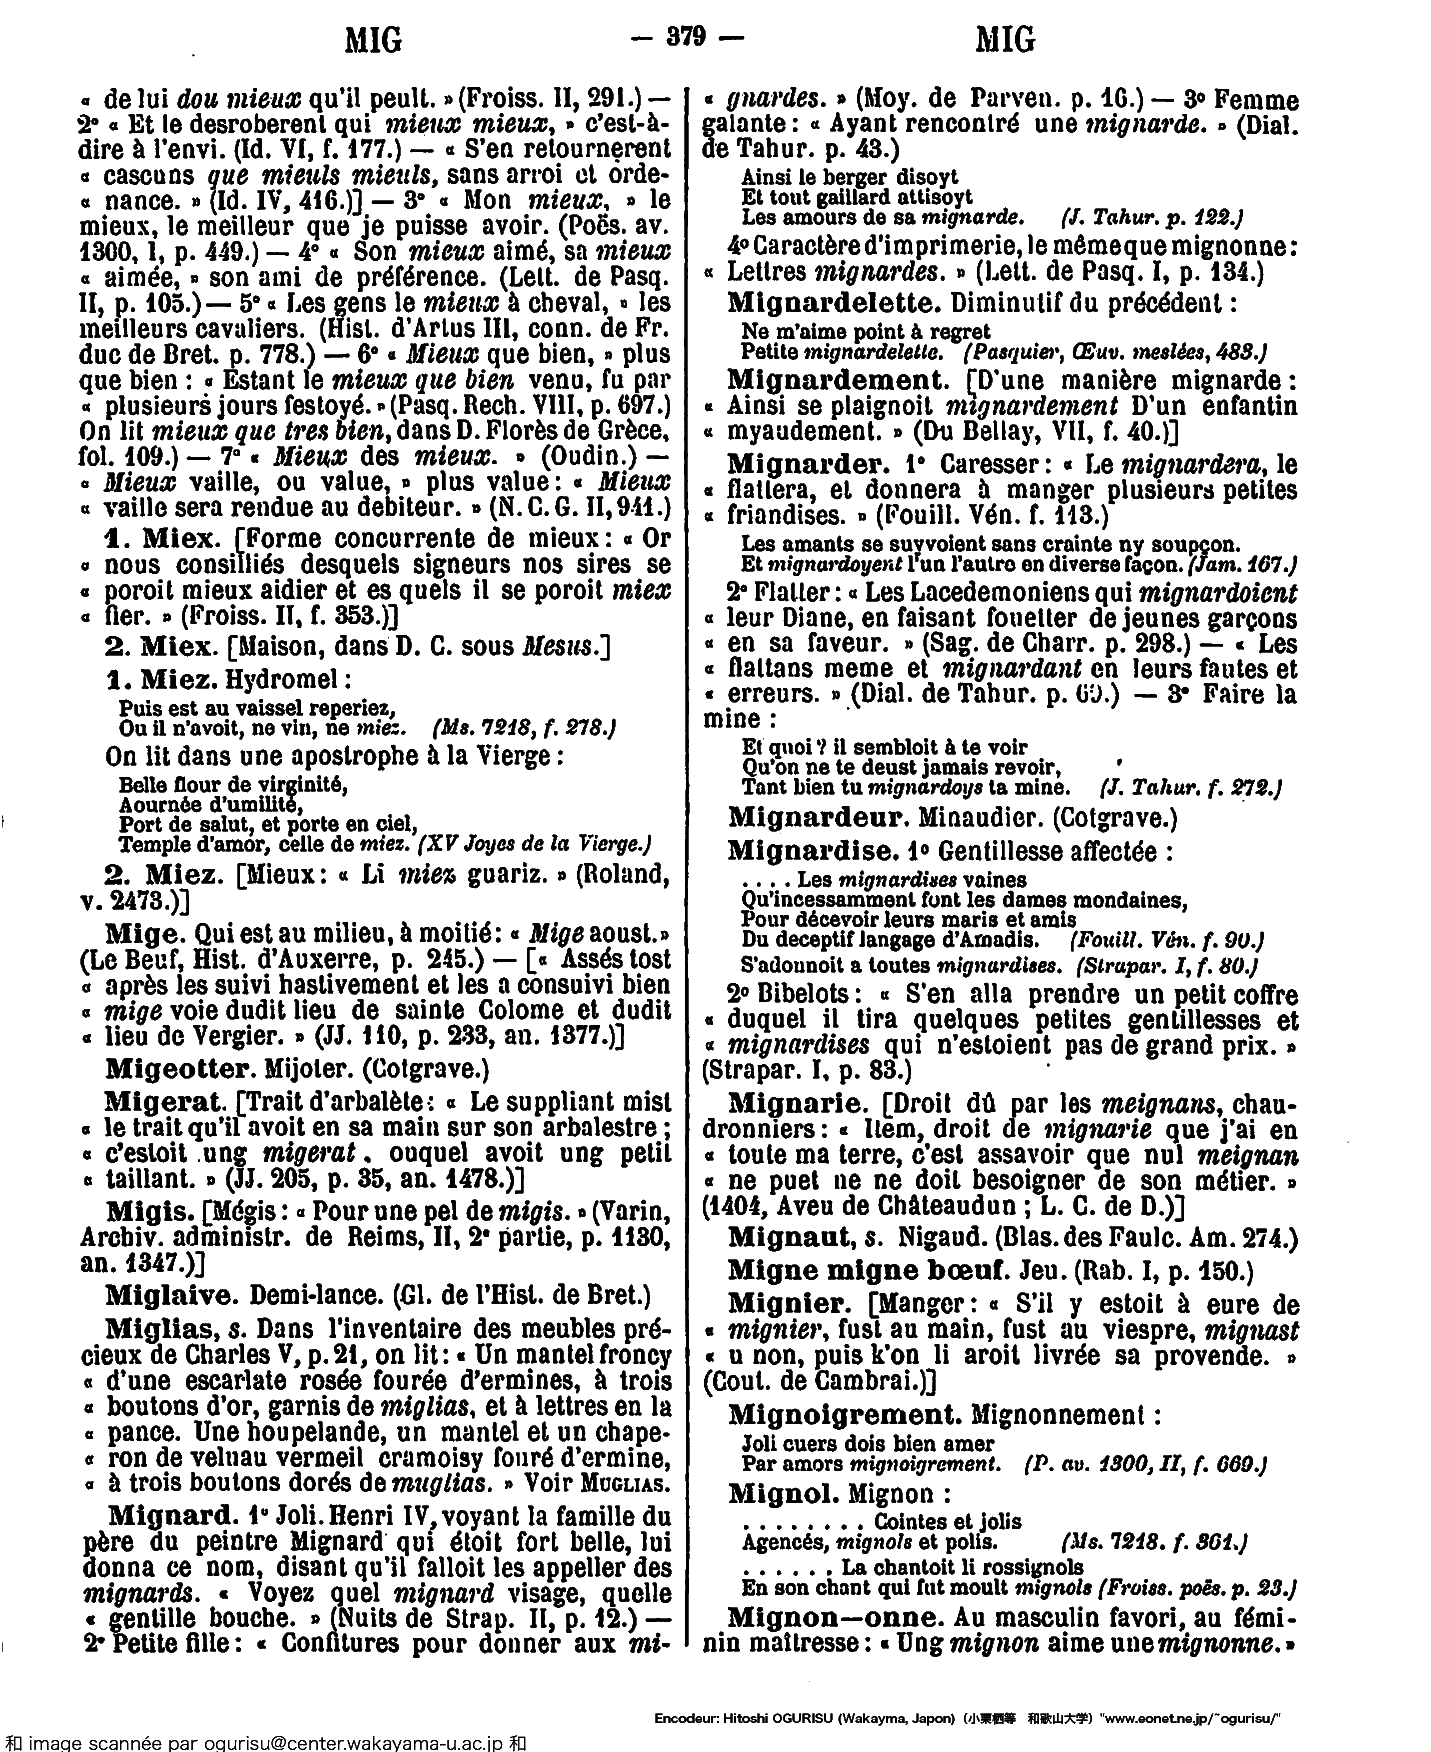 MIG — 379 — MIG
« de lui dou mieux qu'il peult. » (Froiss. II, 291.) —
2° « Et le desroberent qui mieux mieux, » c'est-à-
dire à l'envi. (Id. VI, f. 177.) — « S'en retournerent
« cascuns que mieuls mieuls, sans arroi et orde-
« nance. » (Id. IV, 416.)] — 3° « Mon mieux, » le
mieux, le meilleur que je puisse avoir. (Poës. av.
1300, I, p. 449.) — 4° « Son mieux aimé, sa mieux
« aimée, » son ami de préférence. (Lett. de Pasq.
II, p. 105.) — 5° « Les gens le mieux à cheval, » les
meilleurs cavaliers. (Hist. d'Artus III, conn. de Fr.
duc de Bret. p. 778.) — 6° « Mieux que bien, » plus
que bien : « Estant le mieux que bien venu, fu par
« plusieurs jours festoyé. » (Pasq. Rech. VIII, p. 697.)
On lit mieux que tres bien, dans D. Florès de Grèce,
fol. 109.) — 7° « Mieux des mieux. » (Oudin.) —
« Mieux vaille, ou value, » plus value : « Mieux
« vaille sera rendue au debiteur. » (N. C. G. II, 941.)
1. Miex. [Forme concurrente de mieux : « Or
« nous consilliés desquels signeurs nos sires se
« poroit mieux aidier et es quels il se poroit miex
« fier. » (Froiss. II, f. 353.)]
2. Miex. [Maison, dans D. C. sous Mesus.]
1. Miez. Hydromel :
Puis est au vaissel reperiez,
Ou il n'avoit, ne vin, ne miez. (Ms. 7218, f. 278.)
On lit dans une apostrophe à la Vierge :
Belle flour de virginité,
Aournée d'umilité,
Port de salut, et porte en ciel,
Temple d'amor, celle de miez. (XV Joyes de la Vierge.)
2. Miez. [Mieux : « Li miez guariz. » (Roland,
v. 2473.)]
Mige. Qui est au milieu, à moitié : « Mige aoust. »
(Le Beuf, Hist. d'Auxerre, p. 245.) — [« Assés tost
« après les suivi hastivement et les a consuivi bien
« mige voie dudit lieu de sainte Colome et dudit
« lieu de Vergier. » (JJ. 110, p. 233, an. 1377.)]
Migeotter. Mijoter. (Cotgrave.)
Migerat. [Trait d'arbalète : « Le suppliant mist
« le trait qu'il avoit en sa main sur son arbalestre ;
« c'estoit ung migerat, ouquel avoit ung petit
« taillant. » (JJ. 205, p. 35, an. 1478.)]
Migis. [Mégis : « Pour une pel de migis. » (Varin,
Archiv. administr. de Reims, II, 2° partie, p. 1130,
an. 1347.)]
Miglaive. Demi-lance. (Gl. de l'Hist. de Bret.)
Miglias, s. Dans l'inventaire des meubles pré-
cieux de Charles V, p. 21, on lit : « Un mantel froncy
« d'une escarlate rosée fourée d'ermines, à trois
« boutons d'or, garnis de miglias, et à lettres en la
« pance. Une houpelande, un mantel et un chape-
« ron de veluau vermeil cramoisy fouré d'ermine,
« à trois boutons dorés de muglias. » Voir MUGLIAS.
Mignard. 1° Joli. Henri IV, voyant la famille du
père du peintre Mignard qui étoit fort belle, lui
donna ce nom, disant qu'il falloit les appeller des
mignards. « Voyez quel mignard visage, quelle
« gentille bouche. » (Nuits de Strap. II, p. 12.) —
2° Petite fille : « Confitures pour donner aux mi-
« gnardes. » (Moy. de Parven. p. 16.) — 3° Femme
galante : « Ayant rencontré une mignarde. » (Dial.
de Tahur. p. 43.)
Ainsi le berger disoyt
Et tout gaillard attisoyt
Les amours de sa mignarde. (J. Tahur. p. 122.)
4° Caractère d'imprimerie, le même que mignonne :
« Lettres mignardes. » (Lett. de Pasq. I, p. 134.)
Mignardelette. Diminutif du précédent :
Ne m'aime point à regret
Petite mignardelette. (Pasquier, Œuv. meslées, 483.)
Mignardement. [D'une manière mignarde :
« Ainsi se plaignoit mignardement D'un enfantin
« myaudement. » (Du Bellay, VII, f. 40.)]
Mignarder. 1° Caresser : « Le mignardera, le
« flattera, et donnera à manger plusieurs petites
« friandises. » (Fouill. Vén. f. 113.)
Les amants se suyvoient sans crainte ny soupçon.
Et mignardoyent l'un l'autre en diverse façon. (Jam. 167.)
2° Flatter : « Les Lacedemoniens qui mignardoient
« leur Diane, en faisant fouetter de jeunes garçons
« en sa faveur. » (Sag. de Charr. p. 298.) — « Les
« flattans meme et mignardant en leurs fautes et
« erreurs. » (Dial. de Tahur. p.) — 3° Faire la
mine :
Et quoi ? il sembloit à te voir
Qu'on ne te deust jamais revoir,
Tant bien tu mignardoys ta mine. (J. Tahur. f. 272.)
Mignardeur. Minaudier. (Cotgrave.)
Mignardise. 1° Gentillesse affectée :
. . . . Les mignardises vaines
Qu'incessamment font les dames mondaines,
Pour décevoir leurs maris et amis
Du deceptif langage d'Amadis. (Fouill. Vén. f. 90.)
S'adounoit a toutes mignardises. (Strapar. I, f. 80.)
2° Bibelots : « S'en alla prendre un petit coffre
« duquel il tira quelques petites gentillesses et
« mignardises qui n'estoient pas de grand prix. »
(Strapar. I, p. 83.)
Mignarie. [Droit dû par les meignans, chau-
dronniers : « Item, droit de mignarie que j'ai en
« toute ma terre, c'est assavoir que nul meignan
« ne puet ne ne doit besoigner de son métier. »
(1404, Aveu de Châteaudun ; L. C. de D.)]
Mignaut, s. Nigaud. (Blas. des Faulc. Am. 274.)
Migne migne bœuf. Jeu. (Rab. I, p. 150.)
Mignier. [Manger : « S'il y estoit à eure de
« mignier, fust au main, fust au viespre, mignast
« u non, puis k'on li aroit livrée sa provende. »
(Cout. de Cambrai.)]
Mignoigrement. Mignonnement :
Joli cuers dois bien amer
Par amors mignoigrement. (P. av. 1300, II, f. 669.)
Mignol. Mignon :
. . . . . . . . Cointes et jolis
Agencés, mignols et polis. (Ms. 7218. f. 361.)
. . . . . . La chantoit li rossignols
En son chant qui fut moult mignols (Froiss. poës. p. 23.)
Mignon—onne. Au masculin favori, au fémi-
nin maîtresse : « Ung mignon aime une mignonne. »
Encodeur: Hitoshi OGURISU (Wakayma, Japon) (小栗栖等 和歌山大学) "www.eonet.ne.jp/~ogurisu/"
和 image scannée par ogurisu@center.wakayama-u.ac.jp 和